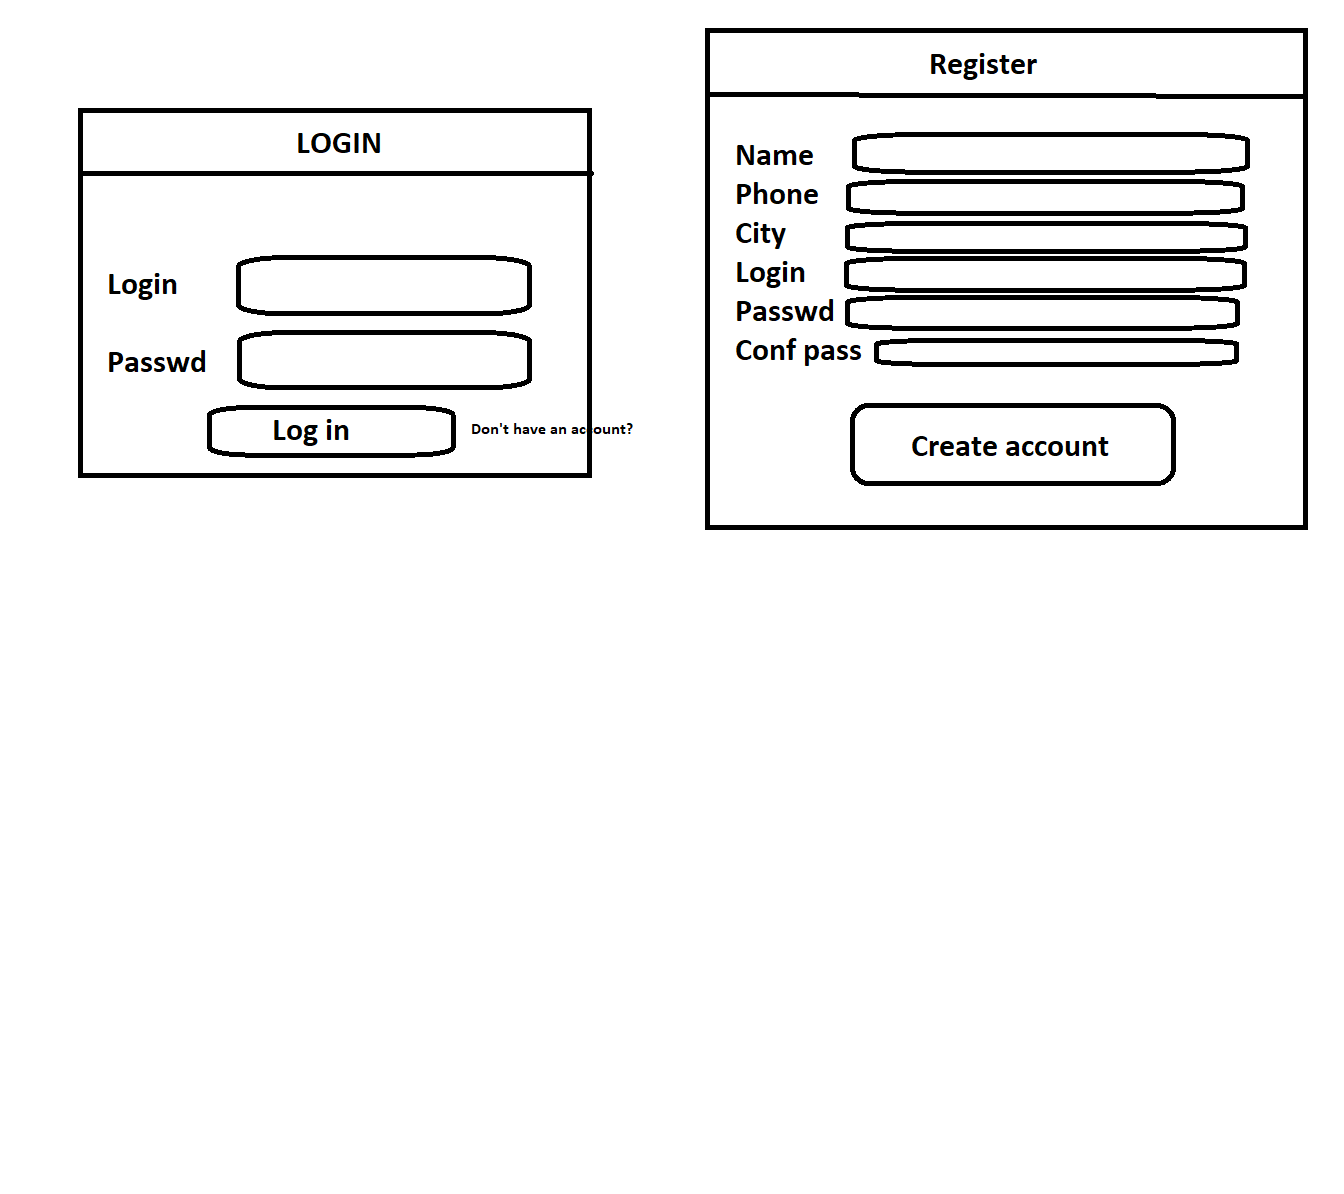 LOGIN
Login
Passwd
Log in
Don't have an account?
Register
Name
Phone
City
Login
Passwd
Conf pass
Create account